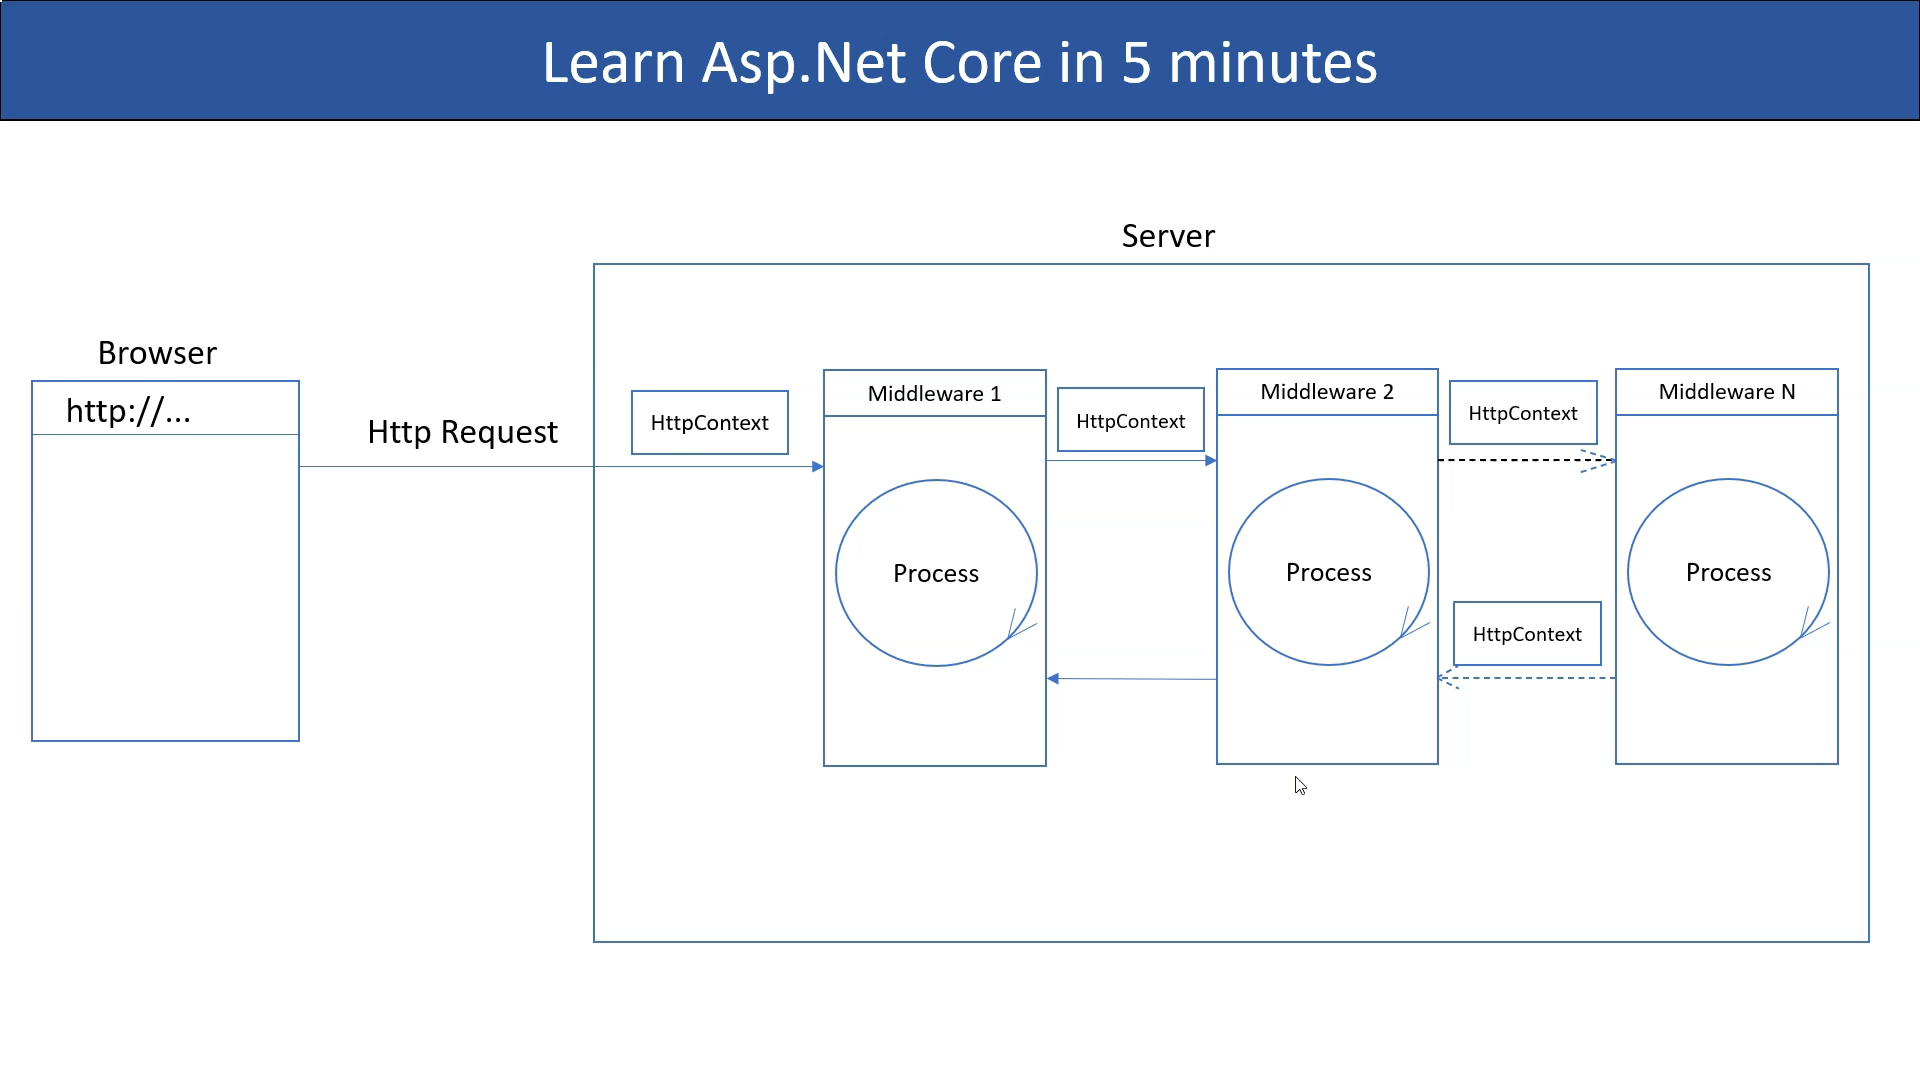 Learn Asp.Net Core in 5 minutes
Server
Browser
http://...
Http Request
HttpContext
Middleware 1
HttpContext
Middleware 2
HttpContext
Middleware N
Process
Process
Process
HttpContext